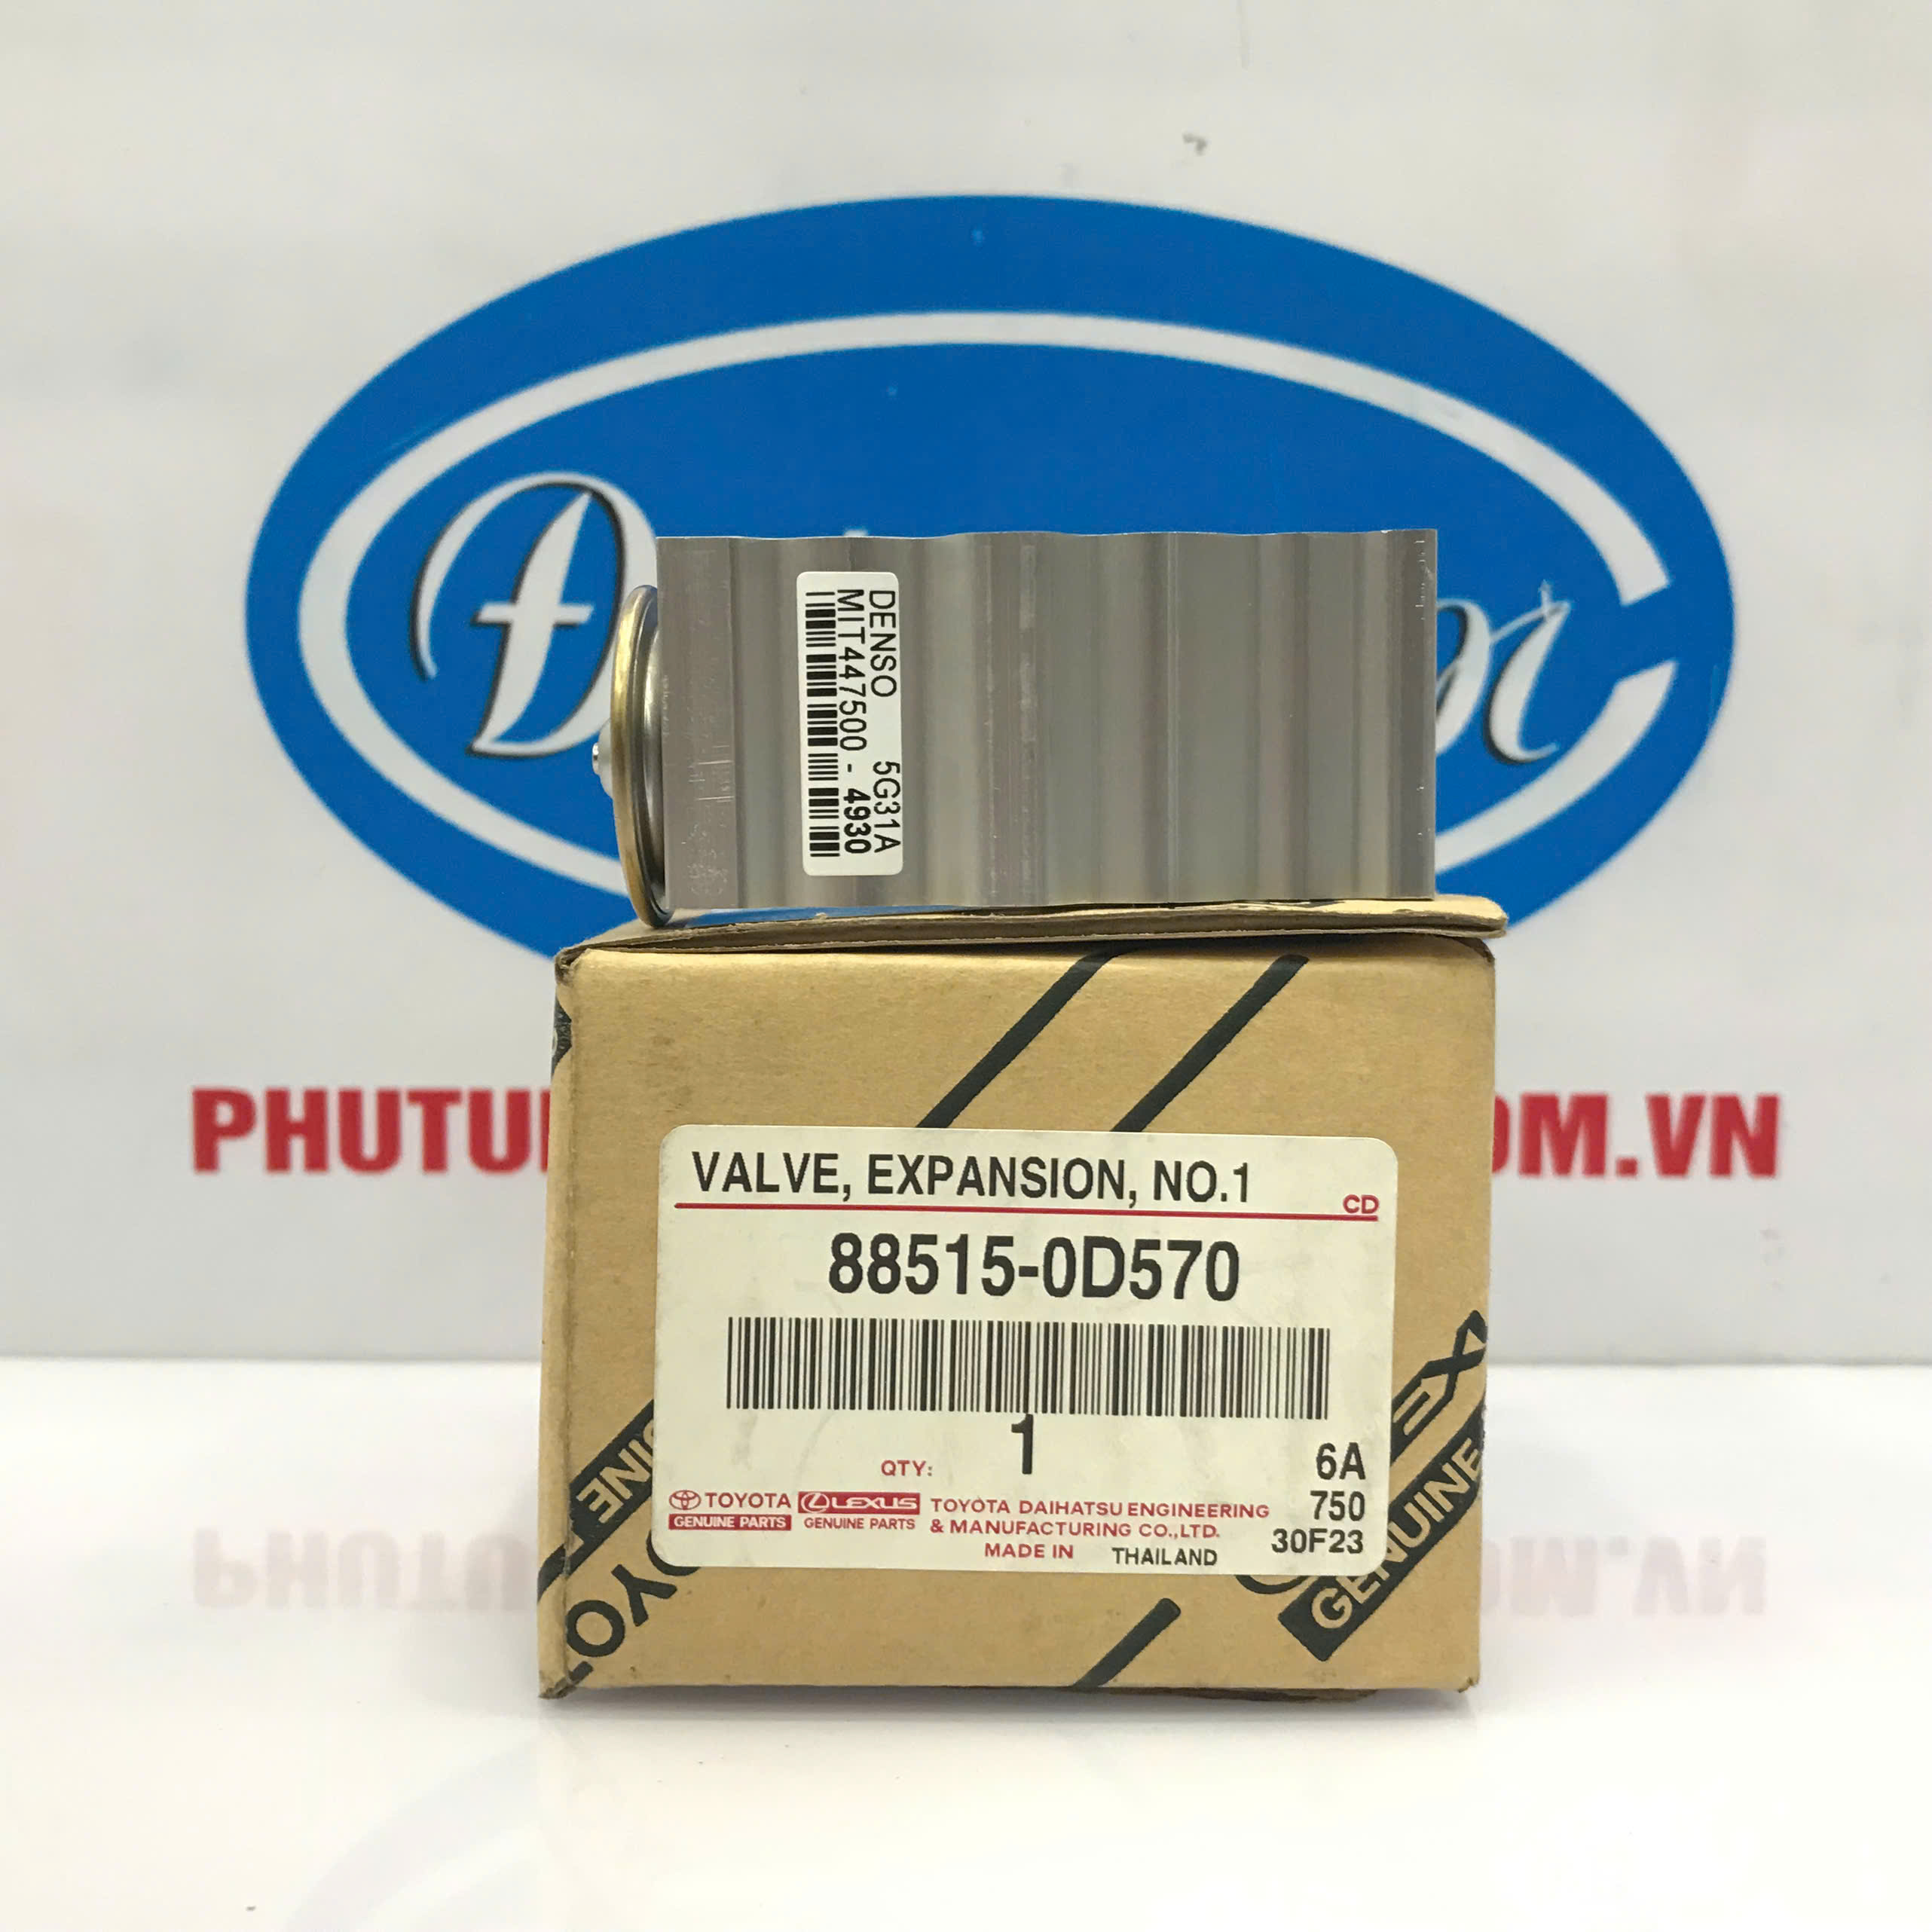 DENSO 5G31A
MIT447500-4930
PHUTU
OM.VN
VALVE, EXPANSION, NO.1
CD
88515-0D570
1
QTY:
6A
TOYOTA LEXUS TOYOTA DAIHATSU ENGINEERING 750
GENUINE PARTS GENUINE PARTS & MANUFACTURING CO.,LTD. 30F23
MADE IN THAILAND
GENUINE